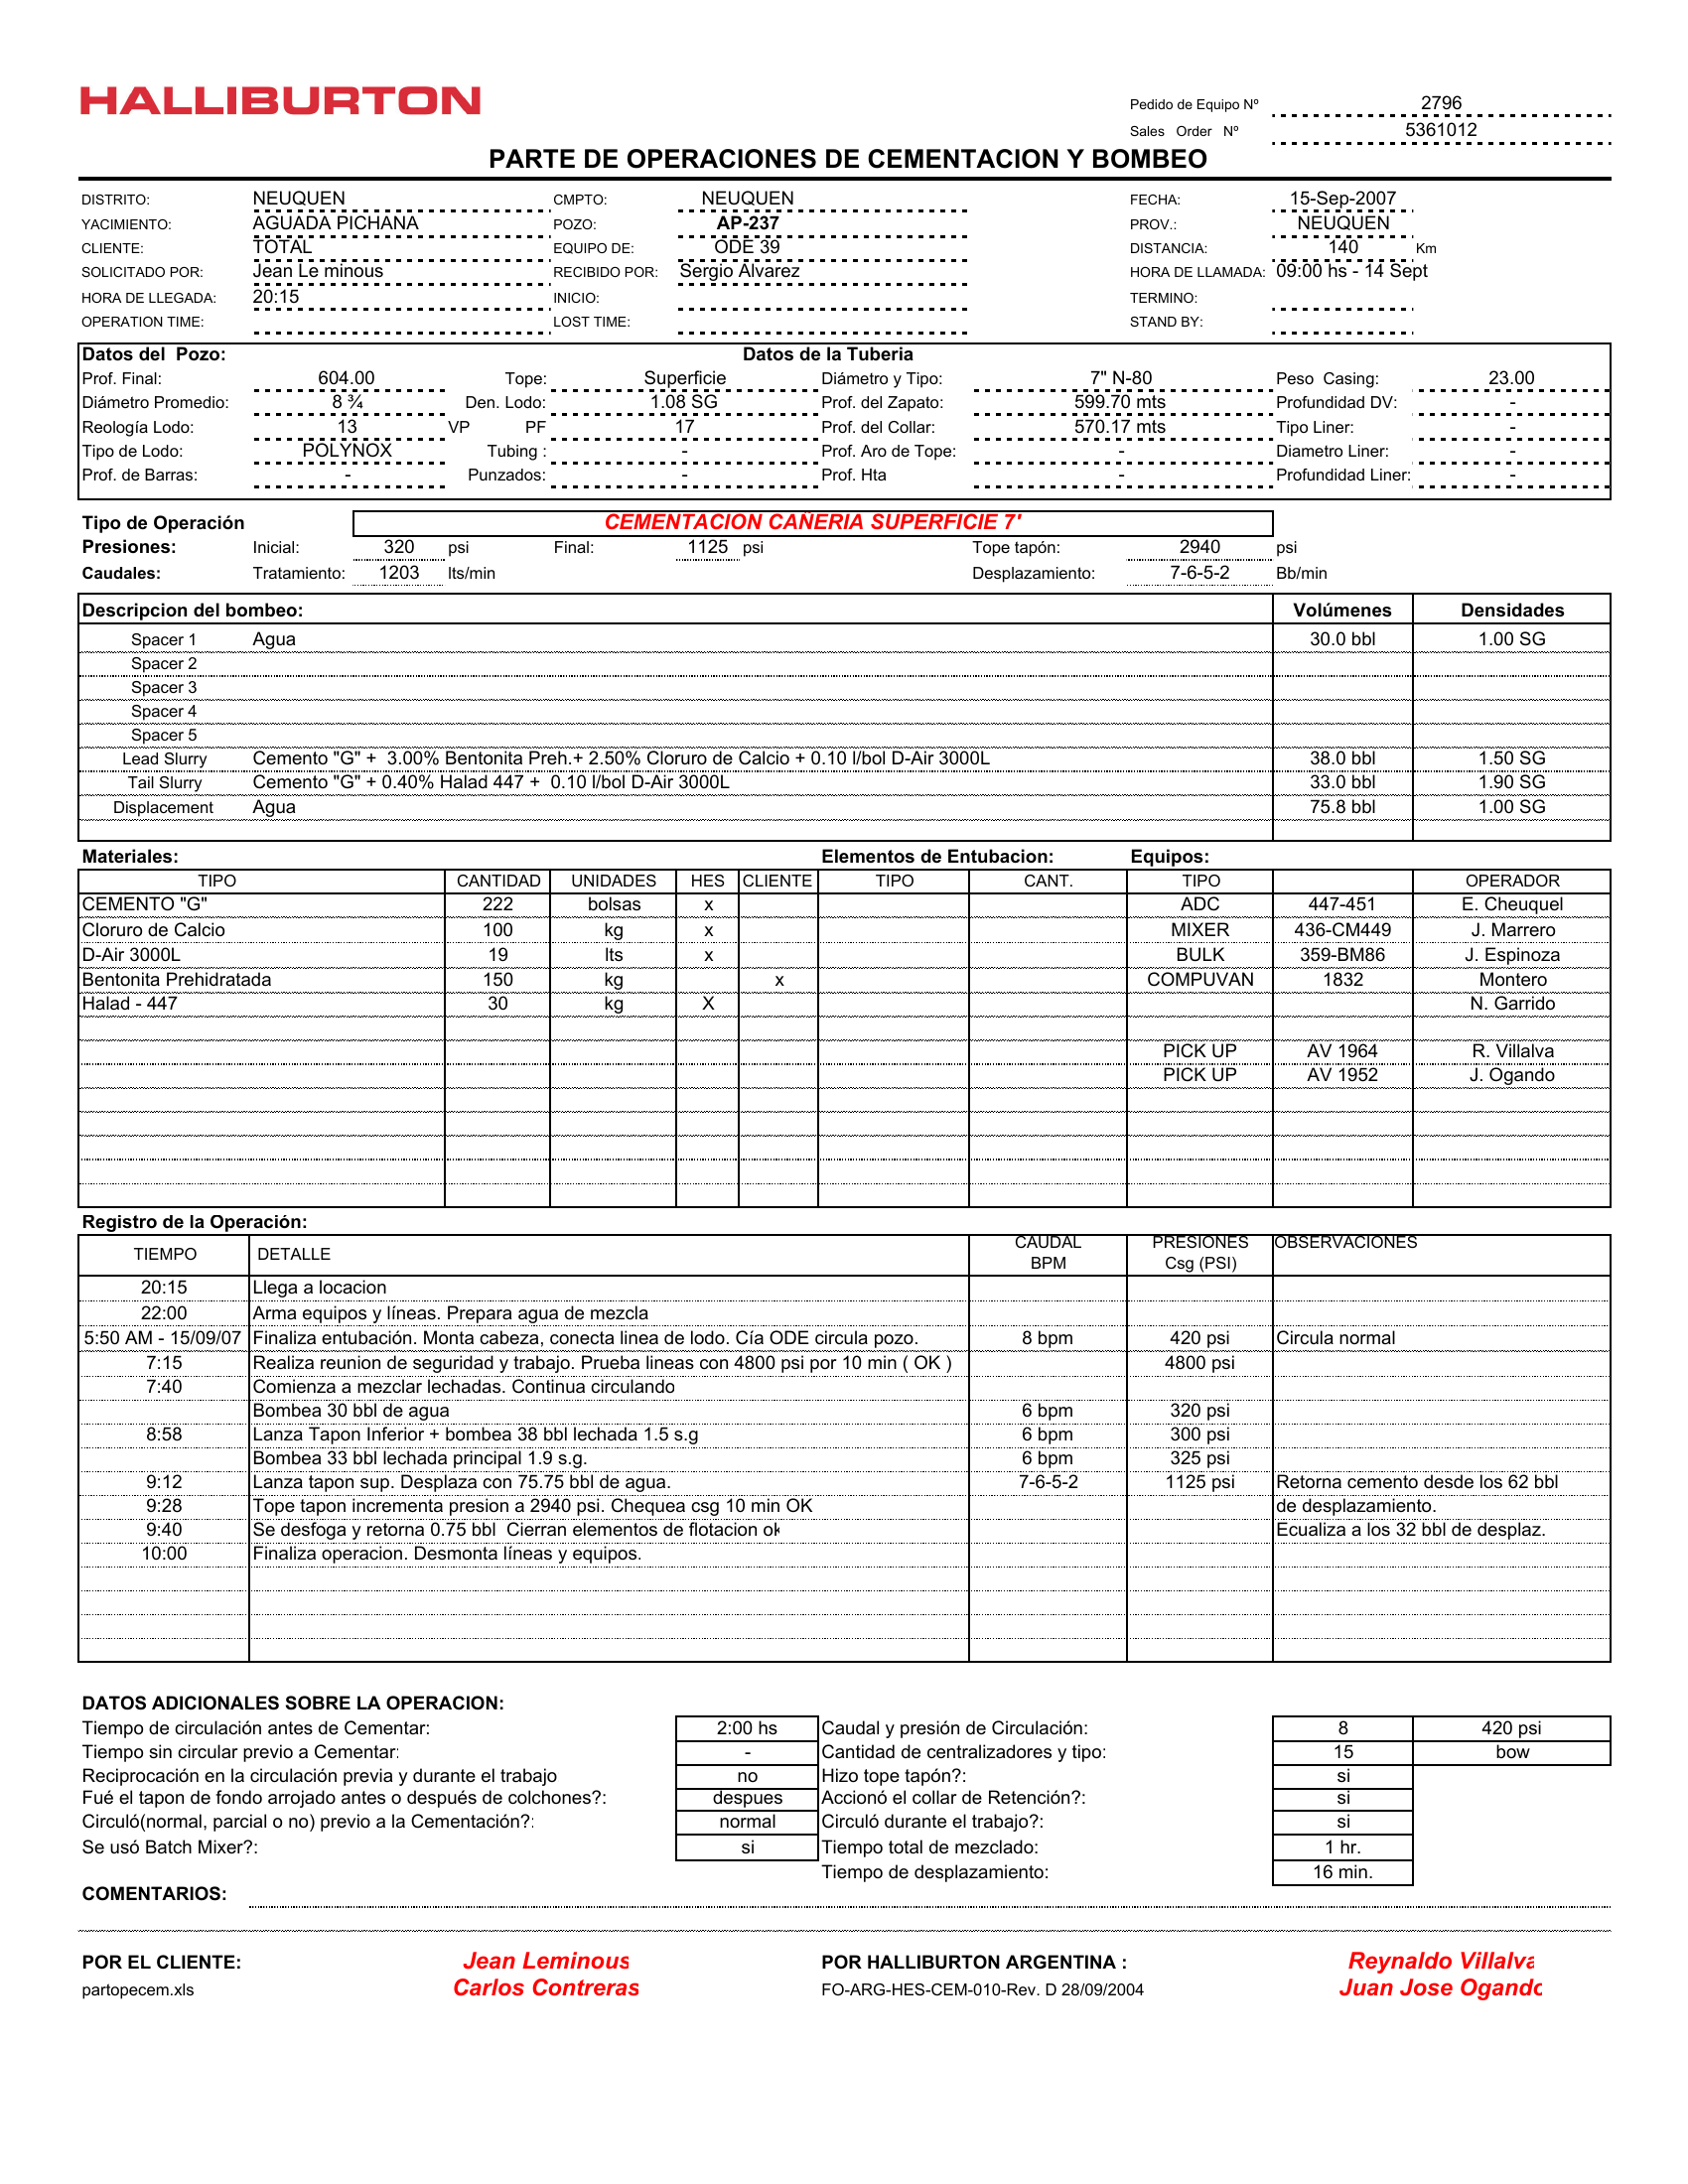 HALLIBURTON
Pedido de Equipo Nº 2796
Sales Order Nº 5361012
PARTE DE OPERACIONES DE CEMENTACION Y BOMBEO
DISTRITO: NEUQUEN CMPTO: NEUQUEN FECHA: 15-Sep-2007
YACIMIENTO: AGUADA PICHANA POZO: AP-237 PROV.: NEUQUEN
CLIENTE: TOTAL EQUIPO DE: ODE 39 DISTANCIA: 140 Km
SOLICITADO POR: Jean Le minous RECIBIDO POR: Sergio Alvarez HORA DE LLAMADA: 09:00 hs - 14 Sept
HORA DE LLEGADA: 20:15 INICIO: TERMINO:
OPERATION TIME: LOST TIME: STAND BY:
Datos del Pozo: Datos de la Tuberia
Prof. Final: 604.00 Tope: Superficie Diámetro y Tipo: 7" N-80 Peso Casing: 23.00
Diámetro Promedio: 8 ¾ Den. Lodo: 1.08 SG Prof. del Zapato: 599.70 mts Profundidad DV: -
Reología Lodo: 13 VP PF 17 Prof. del Collar: 570.17 mts Tipo Liner: -
Tipo de Lodo: POLYNOX Tubing : - Prof. Aro de Tope: - Diametro Liner: -
Prof. de Barras: - Punzados: - Prof. Hta - Profundidad Liner: -
Tipo de Operación CEMENTACION CAÑERIA SUPERFICIE 7'
Presiones: Inicial: 320 psi Final: 1125 psi Tope tapón: 2940 psi
Caudales: Tratamiento: 1203 lts/min Desplazamiento: 7-6-5-2 Bb/min
Descripcion del bombeo: Volúmenes Densidades
Spacer 1 Agua 30.0 bbl 1.00 SG
Spacer 2
Spacer 3
Spacer 4
Spacer 5
Lead Slurry Cemento "G" + 3.00% Bentonita Preh.+ 2.50% Cloruro de Calcio + 0.10 l/bol D-Air 3000L 38.0 bbl 1.50 SG
Tail Slurry Cemento "G" + 0.40% Halad 447 + 0.10 l/bol D-Air 3000L 33.0 bbl 1.90 SG
Displacement Agua 75.8 bbl 1.00 SG
Materiales: Elementos de Entubacion: Equipos:
TIPO CANTIDAD UNIDADES HES CLIENTE TIPO CANT. TIPO OPERADOR
CEMENTO "G" 222 bolsas x ADC 447-451 E. Cheuquel
Cloruro de Calcio 100 kg x MIXER 436-CM449 J. Marrero
D-Air 3000L 19 lts x BULK 359-BM86 J. Espinoza
Bentonita Prehidratada 150 kg x COMPUVAN 1832 Montero
Halad - 447 30 kg X N. Garrido
PICK UP AV 1964 R. Villalva
PICK UP AV 1952 J. Ogando
Registro de la Operación:
TIEMPO DETALLE CAUDAL BPM PRESIONES Csg (PSI) OBSERVACIONES
20:15 Llega a locacion
22:00 Arma equipos y líneas. Prepara agua de mezcla
5:50 AM - 15/09/07 Finaliza entubación. Monta cabeza, conecta linea de lodo. Cía ODE circula pozo. 8 bpm 420 psi Circula normal
7:15 Realiza reunion de seguridad y trabajo. Prueba lineas con 4800 psi por 10 min ( OK ) 4800 psi
7:40 Comienza a mezclar lechadas. Continua circulando
Bombea 30 bbl de agua 6 bpm 320 psi
8:58 Lanza Tapon Inferior + bombea 38 bbl lechada 1.5 s.g 6 bpm 300 psi
Bombea 33 bbl lechada principal 1.9 s.g. 6 bpm 325 psi
9:12 Lanza tapon sup. Desplaza con 75.75 bbl de agua. 7-6-5-2 1125 psi Retorna cemento desde los 62 bbl
9:28 Tope tapon incrementa presion a 2940 psi. Chequea csg 10 min OK de desplazamiento.
9:40 Se desfoga y retorna 0.75 bbl Cierran elementos de flotacion ok Ecualiza a los 32 bbl de desplaz.
10:00 Finaliza operacion. Desmonta líneas y equipos.
DATOS ADICIONALES SOBRE LA OPERACION:
Tiempo de circulación antes de Cementar: 2:00 hs Caudal y presión de Circulación: 8 420 psi
Tiempo sin circular previo a Cementar: - Cantidad de centralizadores y tipo: 15 bow
Reciprocación en la circulación previa y durante el trabajo no Hizo tope tapón?: si
Fué el tapon de fondo arrojado antes o después de colchones?: despues Accionó el collar de Retención?: si
Circuló(normal, parcial o no) previo a la Cementación?: normal Circuló durante el trabajo?: si
Se usó Batch Mixer?: si Tiempo total de mezclado: 1 hr.
Tiempo de desplazamiento: 16 min.
COMENTARIOS:
POR EL CLIENTE: Jean Leminous POR HALLIBURTON ARGENTINA : Reynaldo Villalva
partopecem.xls Carlos Contreras FO-ARG-HES-CEM-010-Rev. D 28/09/2004 Juan Jose Ogando